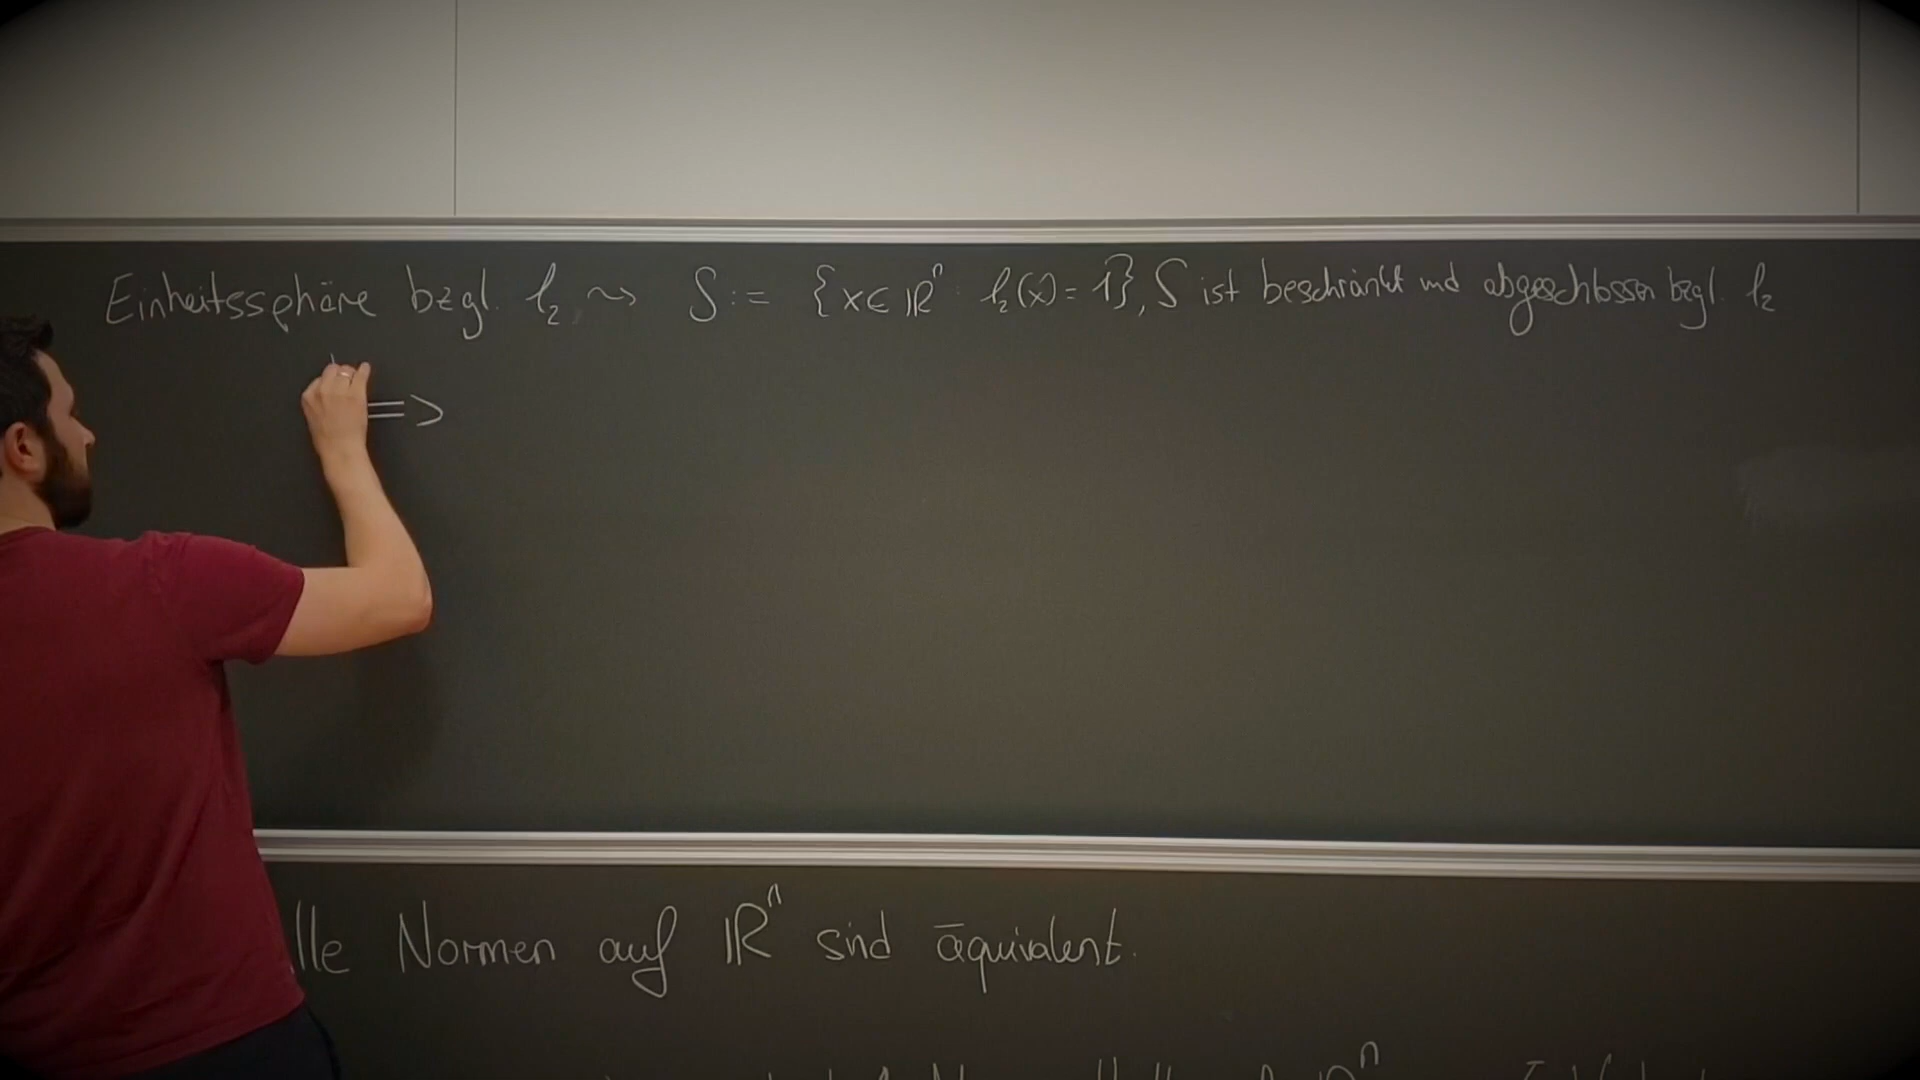 Einheitssphäre bzgl. l₂ ⇝ S := {x ∈ ℝⁿ : l₂(x) = 1}, S ist beschränkt und abgeschlossen bzgl. l₂
=>
lle Normen auf ℝⁿ sind äquivalent.